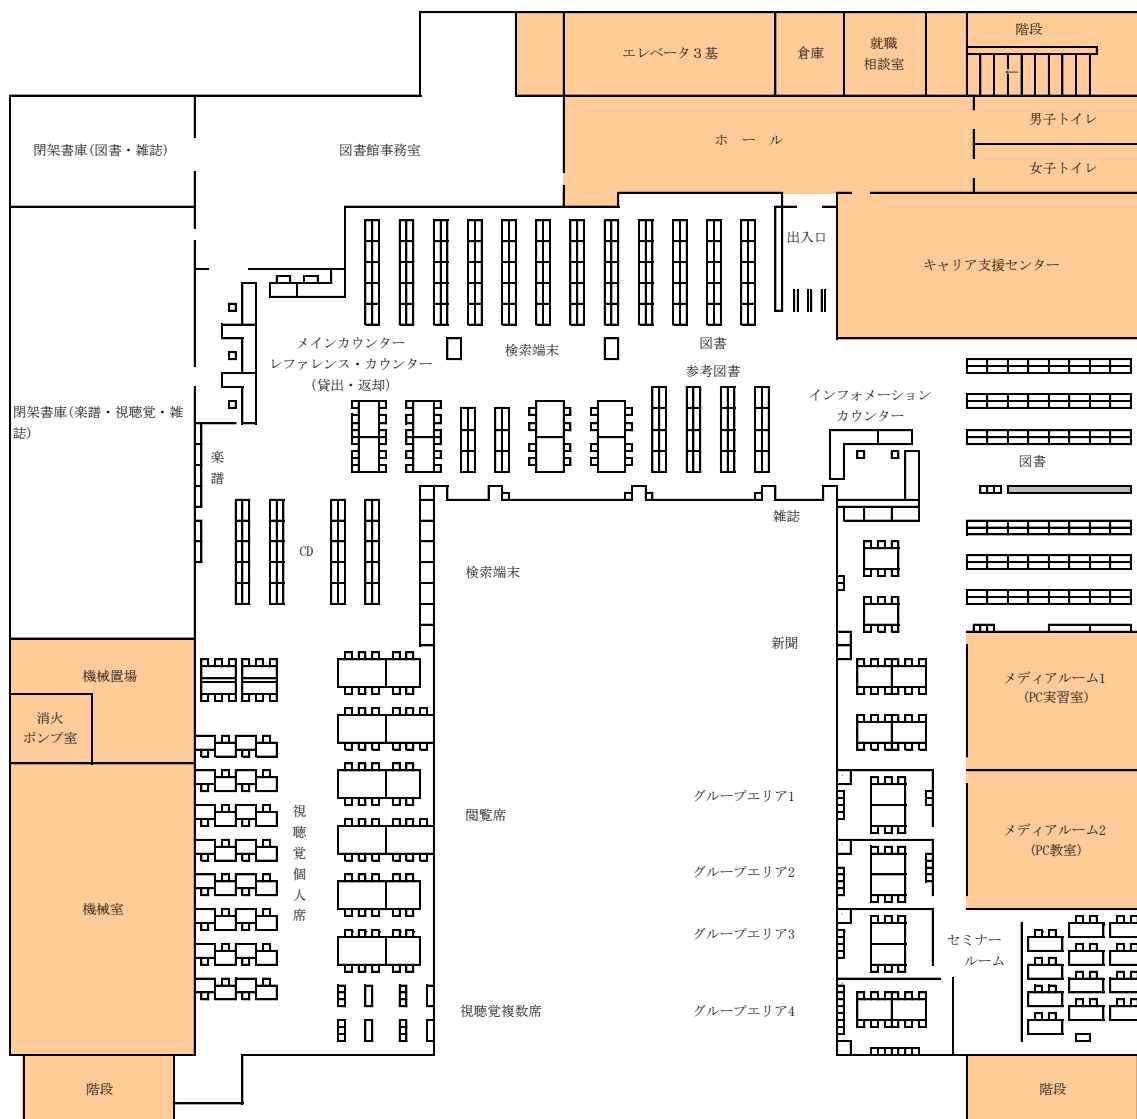 階段
エレベータ３基
倉庫
就職
相談室
←
男子トイレ
ホ ー ル
閉架書庫(図書・雑誌)
図書館事務室
女子トイレ
出入口
キャリア支援センター
メインカウンター
レファレンス・カウンター
(貸出・返却)
検索端末
図書
参考図書
インフォメーション
カウンター
閉架書庫(楽譜・視聴覚・雑
誌)
楽
譜
図書
雑誌
CD
検索端末
新聞
機械置場
メディアルーム1
(PC実習室)
消火
ポンプ室
グループエリア1
視
聴
覚
個
人
席
閲覧席
メディアルーム2
(PC教室)
グループエリア2
機械室
グループエリア3
セミナー
ルーム
視聴覚複数席
グループエリア4
階段
階段